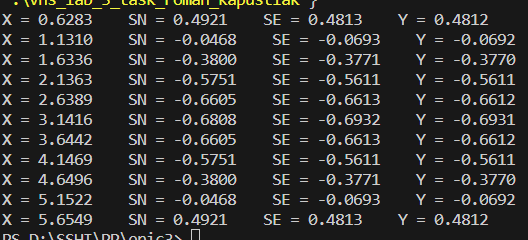 .\vns_lab_5_task_roman_kapustiak }
X = 0.6283 SN = 0.4921 SE = 0.4813 Y = 0.4812
X = 1.1310 SN = -0.0468 SE = -0.0693 Y = -0.0692
X = 1.6336 SN = -0.3800 SE = -0.3771 Y = -0.3770
X = 2.1363 SN = -0.5751 SE = -0.5611 Y = -0.5611
X = 2.6389 SN = -0.6605 SE = -0.6613 Y = -0.6612
X = 3.1416 SN = -0.6808 SE = -0.6932 Y = -0.6931
X = 3.6442 SN = -0.6605 SE = -0.6613 Y = -0.6612
X = 4.1469 SN = -0.5751 SE = -0.5611 Y = -0.5611
X = 4.6496 SN = -0.3800 SE = -0.3771 Y = -0.3770
X = 5.1522 SN = -0.0468 SE = -0.0693 Y = -0.0692
X = 5.6549 SN = 0.4921 SE = 0.4813 Y = 0.4812
PS D:\SSHI\PP\epic3>